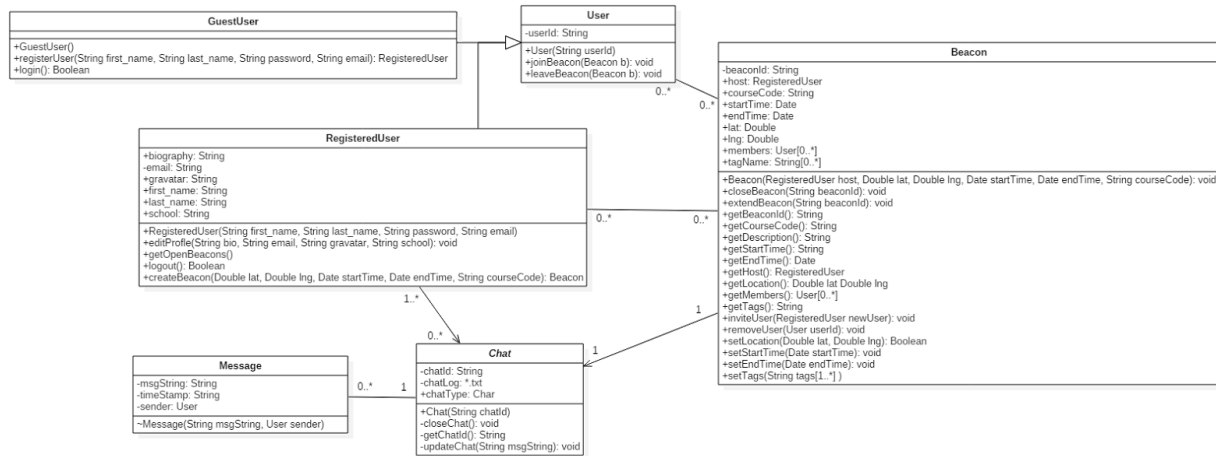 GuestUser
+GuestUser()
+registerUser(String first_name, String last_name, String password, String email): RegisteredUser
+login(): Boolean
User
-userId: String
+User(String userId)
+joinBeacon(Beacon b): void
+leaveBeacon(Beacon b): void
0..*
0..*
Beacon
-beaconId: String
+host: RegisteredUser
+courseCode: String
+startTime: Date
+endTime: Date
+lat: Double
+lng: Double
+members: User[0..*]
+tagName: String[0..*]
+Beacon(RegisteredUser host, Double lat, Double lng, Date startTime, Date endTime, String courseCode): void
+closeBeacon(String beaconId): void
+extendBeacon(String beaconId): void
+getBeaconId(): String
+getCourseCode(): String
+getDescription(): String
+getStartTime(): String
+getEndTime(): Date
+getHost(): RegisteredUser
+getLocation(): Double lat Double lng
+getMembers(): User[0..*]
+getTags(): String
+inviteUser(RegisteredUser newUser): void
+removeUser(User userId): void
+setLocation(Double lat, Double lng): Boolean
+setStartTime(Date startTime): void
+setEndTime(Date endTime): void
+setTags(String tags[1..*] )
RegisteredUser
+biography: String
-email: String
+gravatar: String
+first_name: String
+last_name: String
+school: String
+RegisteredUser(String first_name, String last_name, String password, String email)
+editProfle(String bio, String email, String gravatar, String school): void
+getOpenBeacons()
+logout(): Boolean
+createBeacon(Double lat, Double lng, Date startTime, Date endTime, String courseCode): Beacon
0..*
0..*
1..*
0..*
1
1
Message
-msgString: String
-timeStamp: String
-sender: User
~Message(String msgString, User sender)
0..*
1
Chat
-chatId: String
-chatLog: *.txt
+chatType: Char
+Chat(String chatId)
-closeChat(): void
-getChatId(): String
-updateChat(String msgString): void